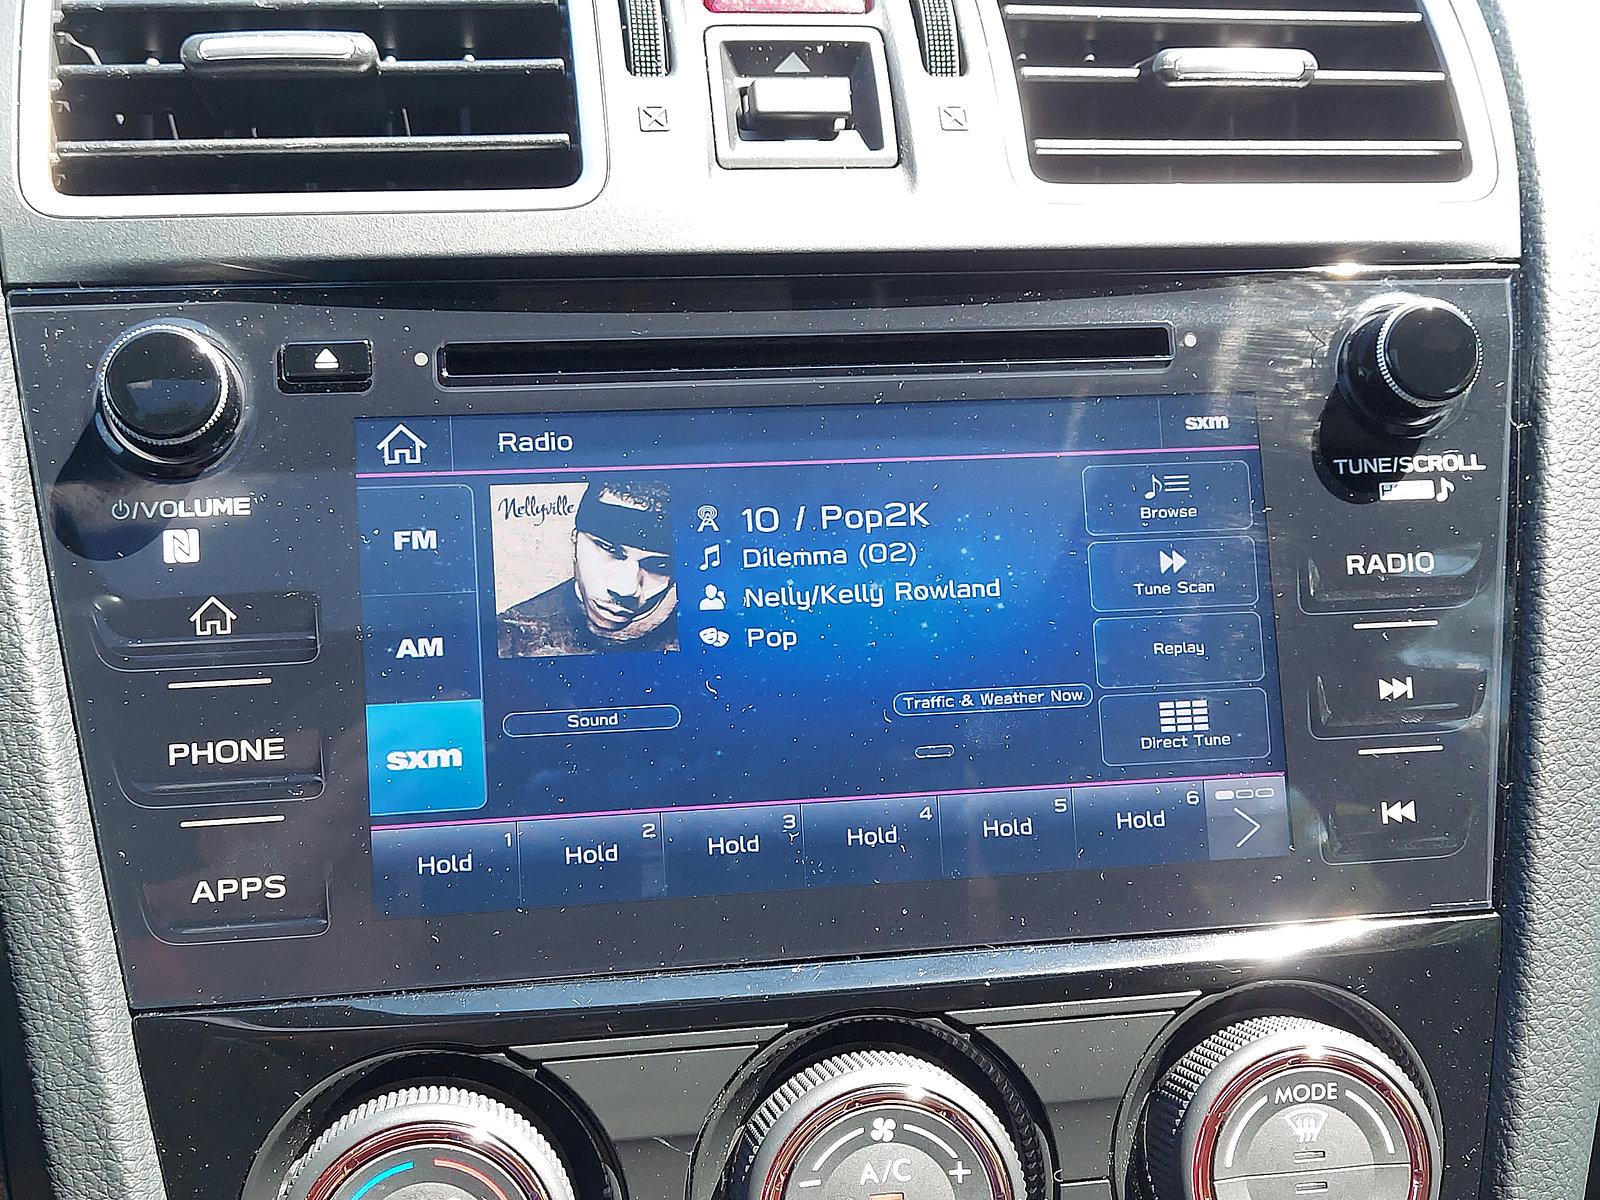 Radio
sxm
⏻/VOLUME
TUNE/SCROLL
Nellyville
10 / Pop2K
Dilemma (02)
Nelly/Kelly Rowland
Pop
Browse
Tune Scan
Replay
Direct Tune
FM
AM
sxm
Sound
Traffic & Weather Now
RADIO
PHONE
APPS
1
Hold
2
Hold
3
Hold
4
Hold
5
Hold
6
Hold
MODE
A/C
- +